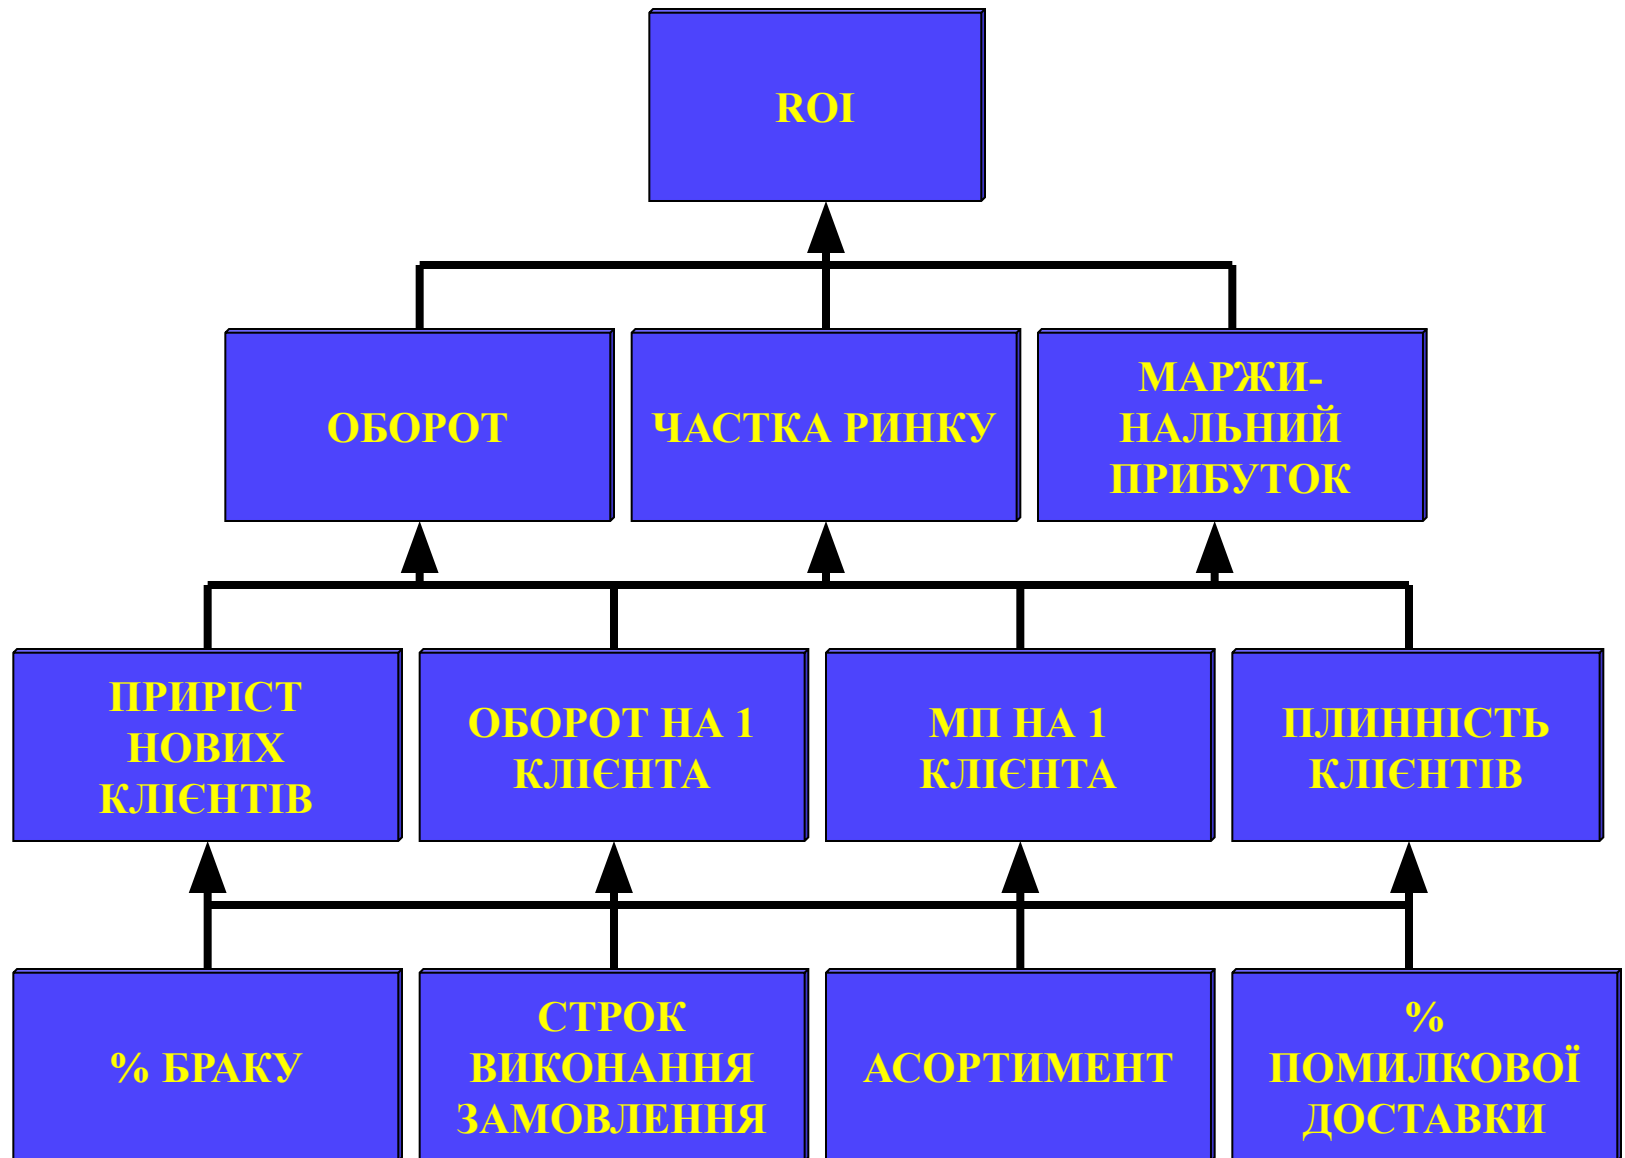 ROI
ОБОРОТ
ЧАСТКА РИНКУ
МАРЖИ-
НАЛЬНИЙ
ПРИБУТОК
ПРИРІСТ
НОВИХ
КЛІЄНТІВ
ОБОРОТ НА 1
КЛІЄНТА
МП НА 1
КЛІЄНТА
ПЛИННІСТЬ
КЛІЄНТІВ
% БРАКУ
СТРОК
ВИКОНАННЯ
ЗАМОВЛЕННЯ
АСОРТИМЕНТ
%
ПОМИЛКОВОЇ
ДОСТАВКИ